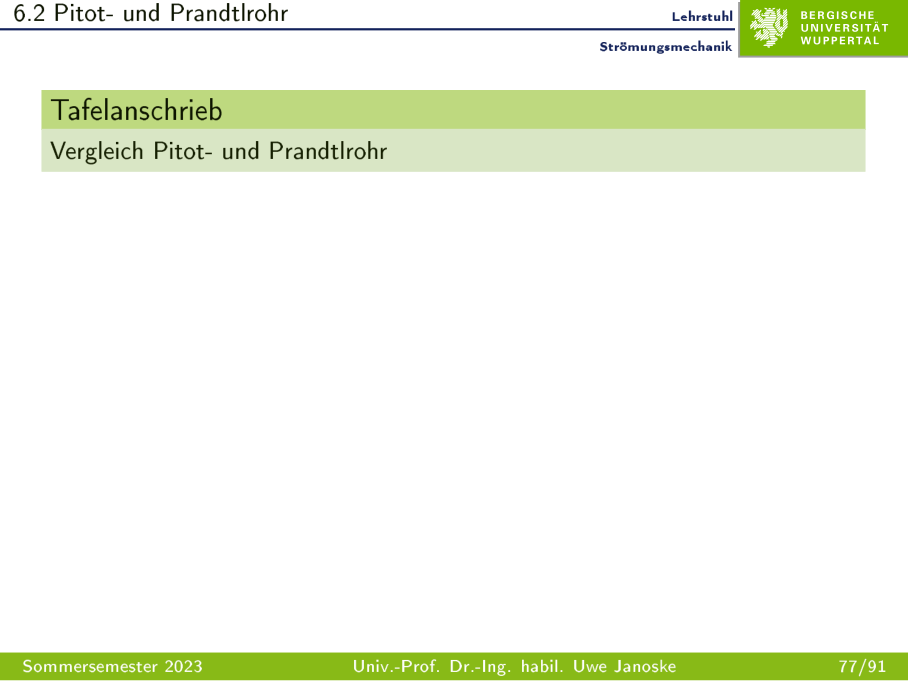 6.2 Pitot- und Prandtlrohr
Lehrstuhl
Strömungsmechanik
BERGISCHE
UNIVERSITÄT
WUPPERTAL
Tafelanschrieb
Vergleich Pitot- und Prandtlrohr
Sommersemester 2023
Univ.-Prof. Dr.-Ing. habil. Uwe Janoske
77/91